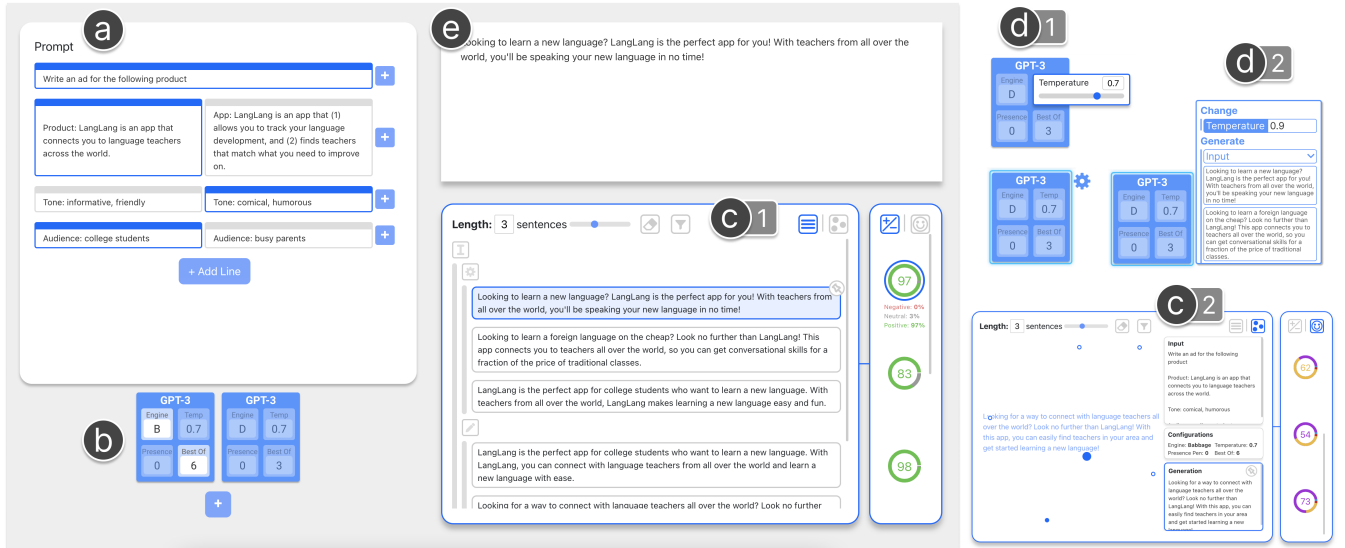 a
Prompt
Write an ad for the following product
+
Product: LangLang is an app that
connects you to language teachers
across the world.
App: LangLang is an app that (1)
allows you to track your language
development, and (2) finds teachers
that match what you need to improve
on.
+
Tone: informative, friendly
Tone: comical, humorous
+
Audience: college students
Audience: busy parents
+
+ Add Line
b
GPT-3
Engine
B
Temp
0.7
Presence
0
Best Of
6
GPT-3
Engine
D
Temp
0.7
Presence
0
Best Of
3
+
e
ooking to learn a new language? LangLang is the perfect app for you! With teachers from all over the
world, you'll be speaking your new language in no time!
c 1
Length: 3 sentences
Looking to learn a new language? LangLang is the perfect app for you! With teachers from
all over the world, you'll be speaking your new language in no time!
Looking to learn a foreign language on the cheap? Look no further than LangLang! This
app connects you to teachers all over the world, so you can get conversational skills for a
fraction of the price of traditional classes.
LangLang is the perfect app for college students who want to learn a new language. With
teachers from all over the world, LangLang makes learning a new language easy and fun.
LangLang is the perfect app for anyone who wants to learn a new language. With
LangLang, you can connect with language teachers from all over the world and learn a
new language with ease.
Looking for a way to connect with language teachers all over the world? Look no further
97
Negative: 0%
Neutral: 3%
Positive: 97%
83
98
d 1
GPT-3
Engine
D
Temperature 0.7
Presence
0
Best Of
3
GPT-3
Engine
D
Temp
0.7
Presence
0
Best Of
3
d 2
GPT-3
Engine
D
Temp
0.7
Presence
0
Best Of
3
Change
Temperature 0.9
Generate
Input
Looking to learn a new language?
LangLang is the perfect app for you!
With teachers from all over the world,
you'll be speaking your new language
in no time!
Looking to learn a foreign language
on the cheap? Look no further than
LangLang! This app connects you to
teachers all over the world, so you
can get conversational skills for a
fraction of the price of traditional
classes.
c 2
Length: 3 sentences
Looking for a way to connect with language teachers all
over the world? Look no further than LangLang! With
this app, you can easily find teachers in your area and
get started learning a new language!
Input
Write an ad for the following
product
Product: LangLang is an app that
connects you to language teachers
across the world.
Tone: comical, humorous
Configurations
Engine: Babbage Temperature: 0.7
Presence Pen: 0 Best Of: 6
Generation
Looking for a way to connect with
language teachers all over the
world? Look no further than
LangLang! With this app, you can
easily find teachers in your area
and get started learning a new
language!
62
54
73